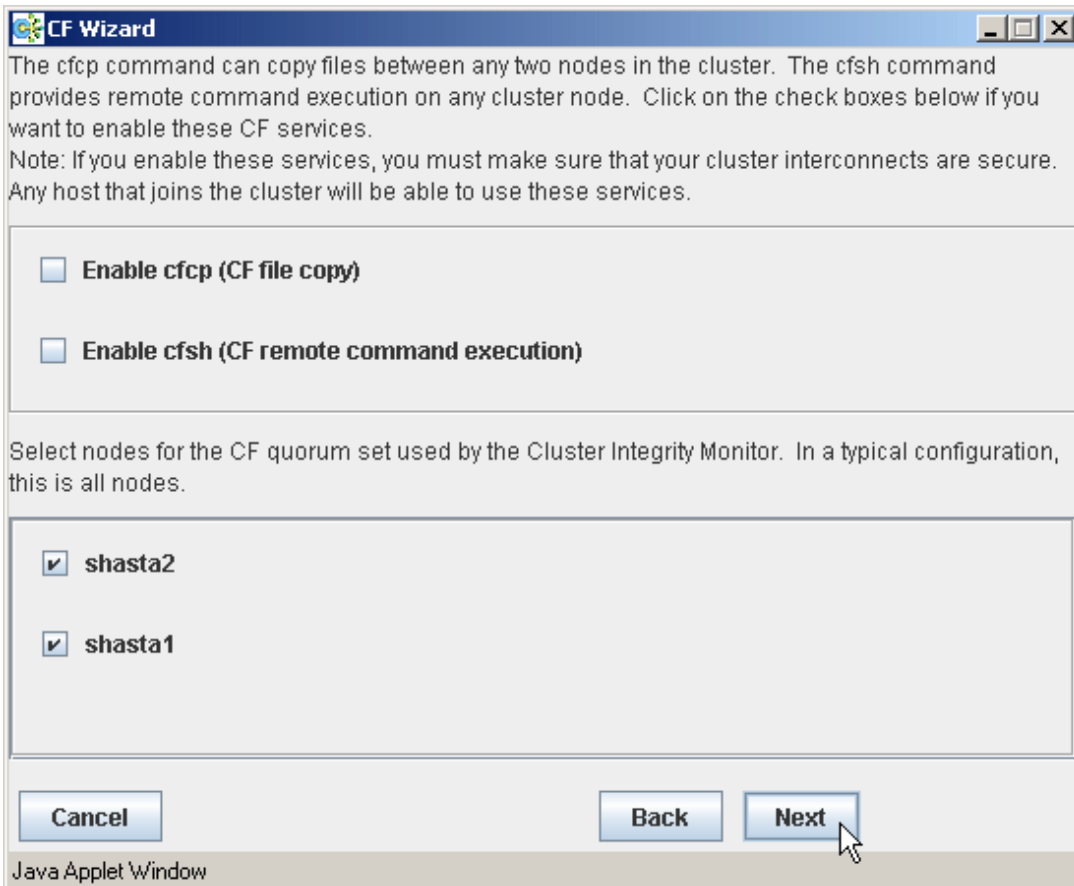 CF Wizard
The cfcp command can copy files between any two nodes in the cluster.  The cfsh command
provides remote command execution on any cluster node.  Click on the check boxes below if you
want to enable these CF services.
Note: If you enable these services, you must make sure that your cluster interconnects are secure.
Any host that joins the cluster will be able to use these services.
Enable cfcp (CF file copy)
Enable cfsh (CF remote command execution)
Select nodes for the CF quorum set used by the Cluster Integrity Monitor.  In a typical configuration,
this is all nodes.
shasta2
shasta1
Cancel Back Next
Java Applet Window